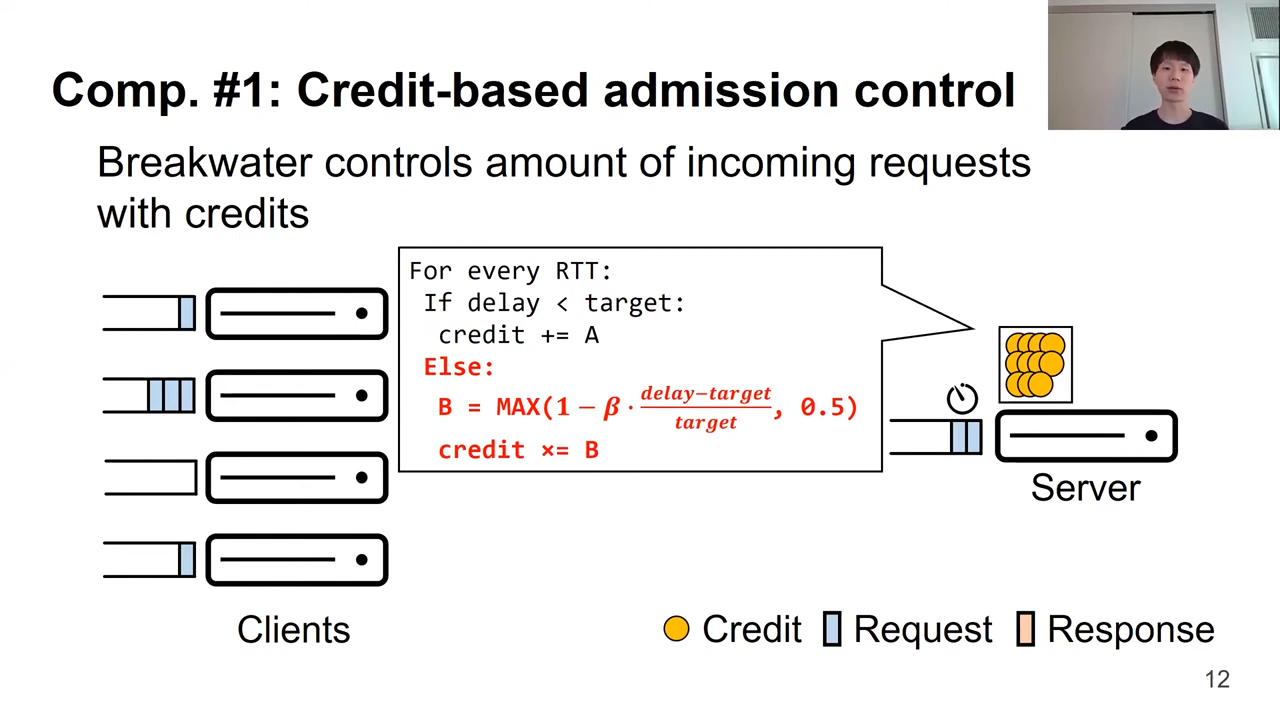 Comp. #1: Credit-based admission control
Breakwater controls amount of incoming requests
with credits
For every RTT:
If delay < target:
credit += A
Else:
B = MAX(1 − β · (delay−target)/target, 0.5)
credit ×= B
Server
Clients
Credit
Request
Response
12